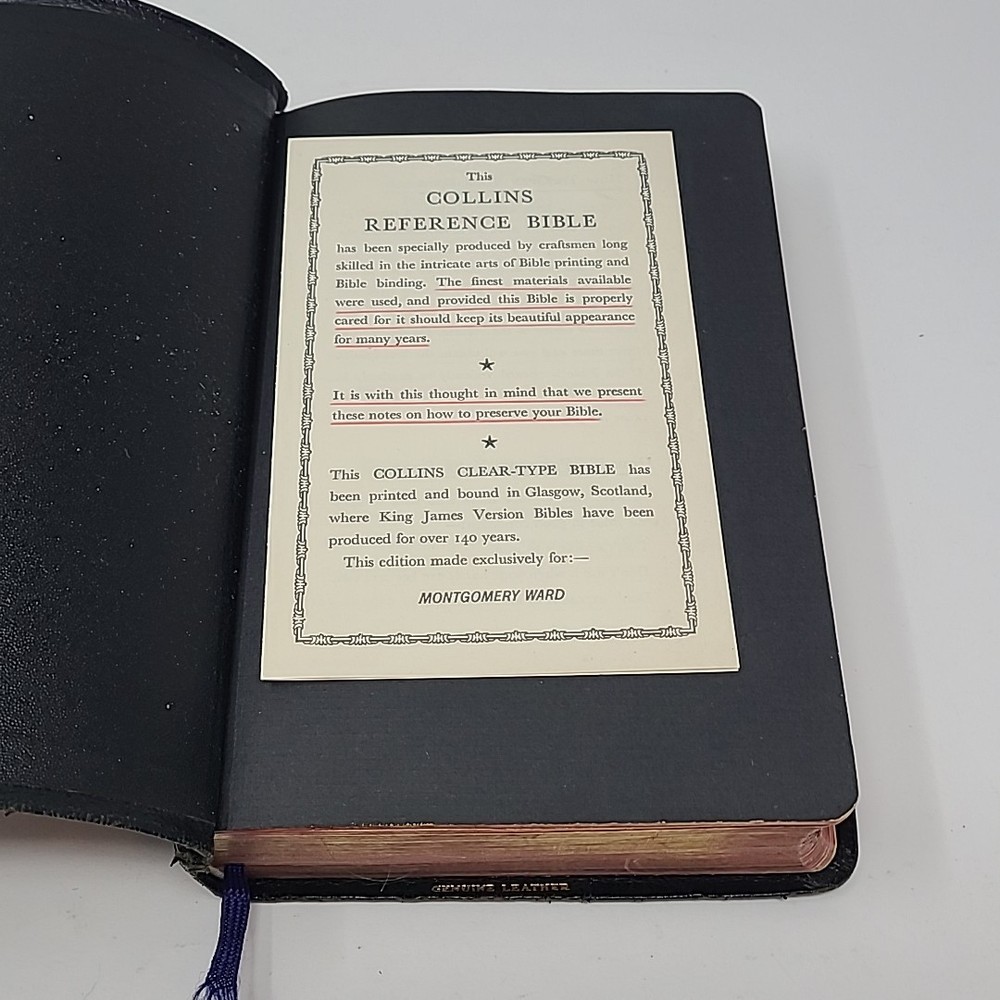 This
COLLINS
REFERENCE BIBLE
has been specially produced by craftsmen long
skilled in the intricate arts of Bible printing and
Bible binding. The finest materials available
were used, and provided this Bible is properly
cared for it should keep its beautiful appearance
for many years.
★
It is with this thought in mind that we present
these notes on how to preserve your Bible.
★
This COLLINS CLEAR-TYPE BIBLE has
been printed and bound in Glasgow, Scotland,
where King James Version Bibles have been
produced for over 140 years.
This edition made exclusively for:—
MONTGOMERY WARD
GENUINE LEATHER